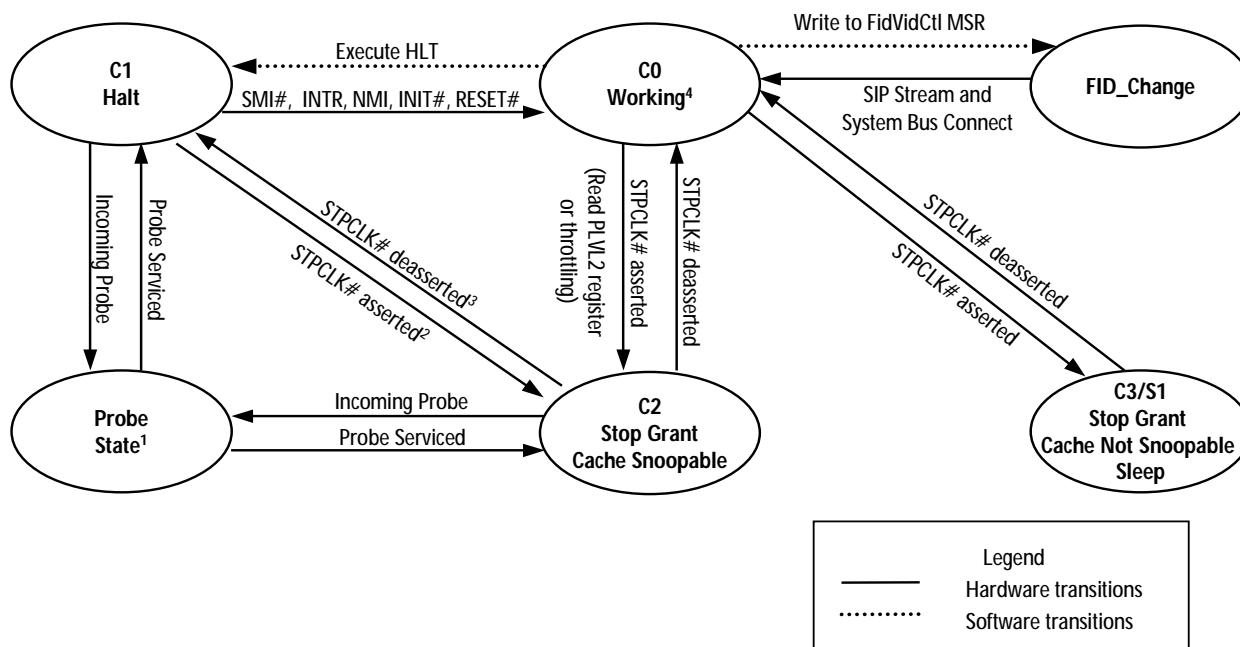 Write to FidVidCtl MSR
Execute HLT
C1
Halt
C0
Working⁴
FID_Change
SMI#, INTR, NMI, INIT#, RESET#
SIP Stream and
System Bus Connect
Incoming Probe
Probe Serviced
STPCLK# deasserted³
STPCLK# asserted²
(Read PLVL2 register
or throttling)
STPCLK# asserted
STPCLK# deasserted
STPCLK# deasserted
STPCLK# asserted
Probe
State¹
Incoming Probe
Probe Serviced
C2
Stop Grant
Cache Snoopable
C3/S1
Stop Grant
Cache Not Snoopable
Sleep
Legend
Hardware transitions
Software transitions